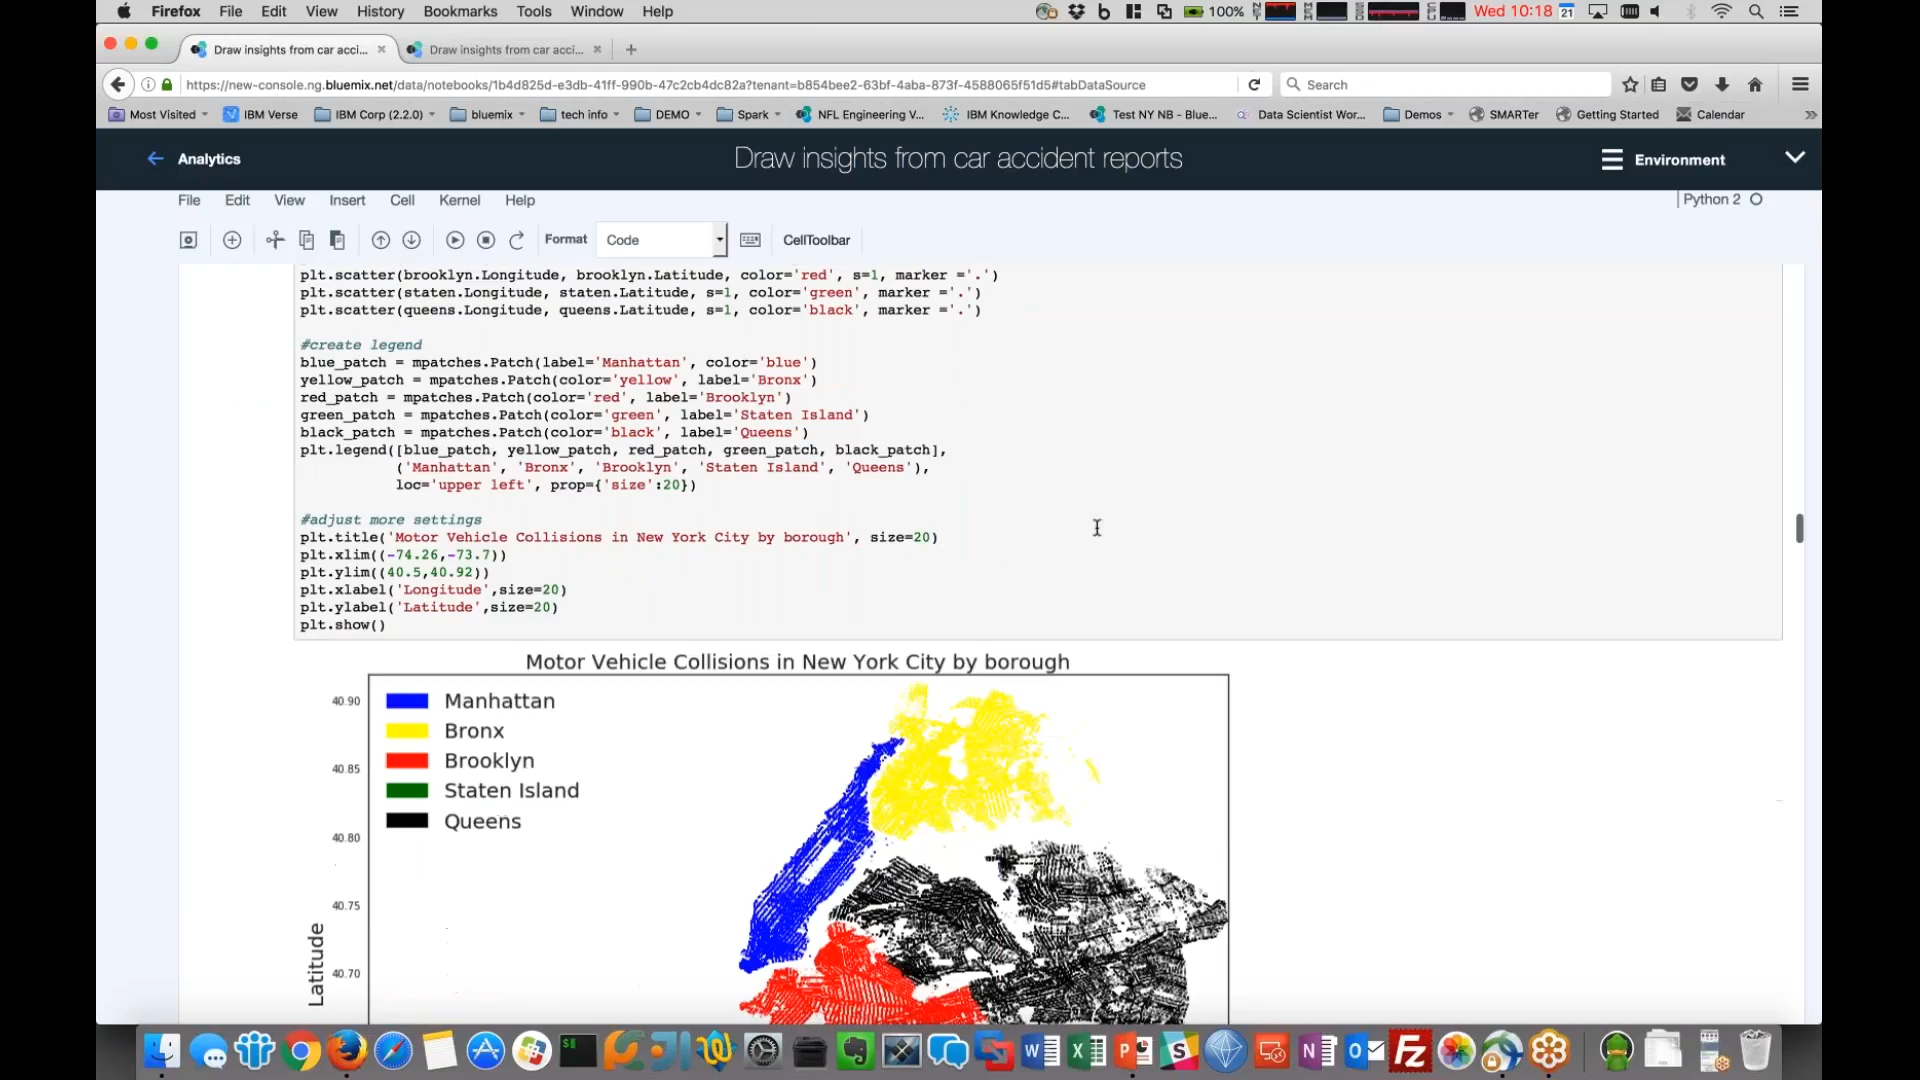 Firefox File Edit View History Bookmarks Tools Window Help 100% Wed 10:18 21
Draw insights from car acci... Draw insights from car acci...
https://new-console.ng.bluemix.net/data/notebooks/1b4d825d-e3db-41ff-990b-47c2cb4dc82a?tenant=b854bee2-63bf-4aba-873f-4588065f51d5#tabDataSource Search
Most Visited IBM Verse IBM Corp (2.2.0) bluemix tech info DEMO Spark NFL Engineering V... IBM Knowledge C... Test NY NB - Blue... Data Scientist Wor... Demos SMARTer Getting Started Calendar
Analytics Draw insights from car accident reports Environment
File Edit View Insert Cell Kernel Help Python 2
Format Code CellToolbar
plt.scatter(brooklyn.Longitude, brooklyn.Latitude, color='red', s=1, marker ='.')
plt.scatter(staten.Longitude, staten.Latitude, s=1, color='green', marker ='.')
plt.scatter(queens.Longitude, queens.Latitude, s=1, color='black', marker ='.')
#create legend
blue_patch = mpatches.Patch(label='Manhattan', color='blue')
yellow_patch = mpatches.Patch(color='yellow', label='Bronx')
red_patch = mpatches.Patch(color='red', label='Brooklyn')
green_patch = mpatches.Patch(color='green', label='Staten Island')
black_patch = mpatches.Patch(color='black', label='Queens')
plt.legend([blue_patch, yellow_patch, red_patch, green_patch, black_patch],
('Manhattan', 'Bronx', 'Brooklyn', 'Staten Island', 'Queens'),
loc='upper left', prop={'size':20})
#adjust more settings
plt.title('Motor Vehicle Collisions in New York City by borough', size=20)
plt.xlim((-74.26,-73.7))
plt.ylim((40.5,40.92))
plt.xlabel('Longitude',size=20)
plt.ylabel('Latitude',size=20)
plt.show()
Motor Vehicle Collisions in New York City by borough
40.90
Manhattan
Bronx
Brooklyn
40.85
Staten Island
Queens
40.80
40.75
40.70
Latitude